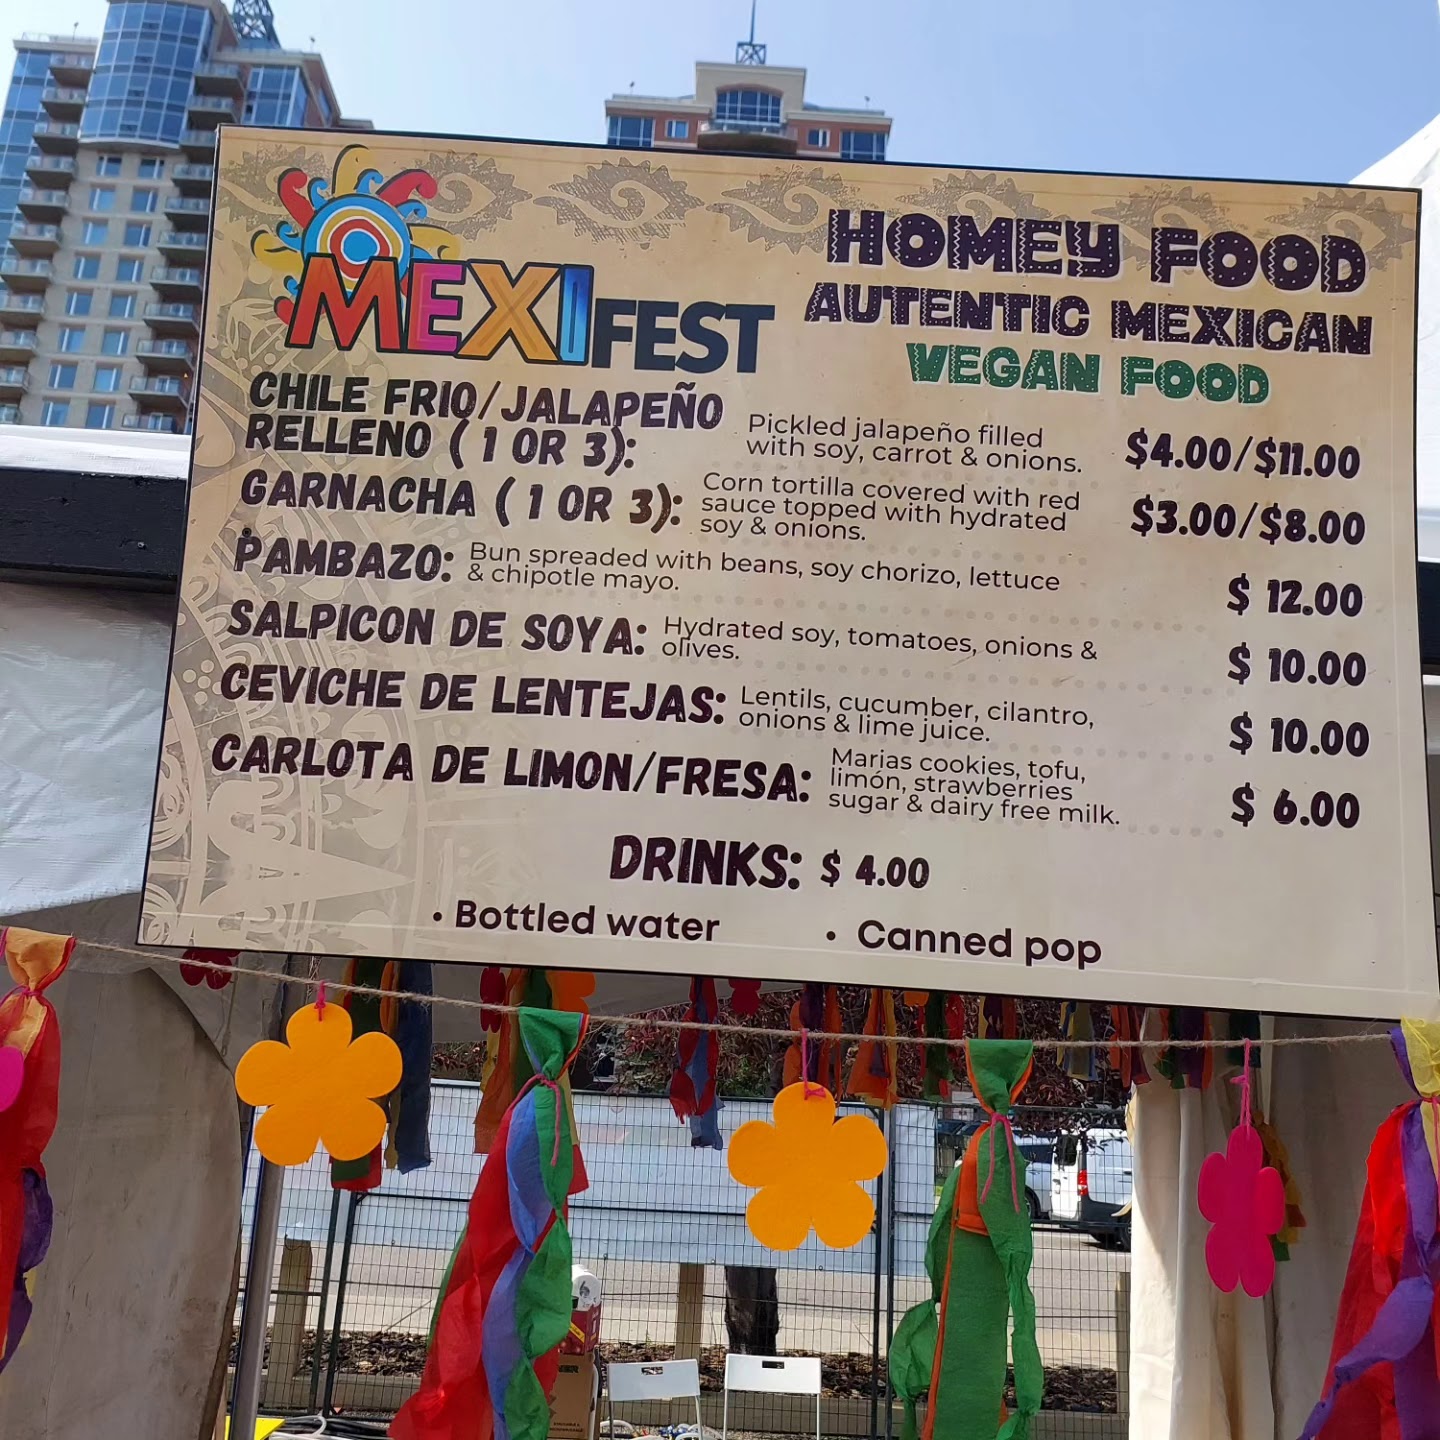 MEXIFEST
HOMEY FOOD
AUTENTIC MEXICAN
VEGAN FOOD
CHILE FRIO/JALAPEÑO
RELLENO ( 1 OR 3):
Pickled jalapeño filled
with soy, carrot & onions.
$4.00/$11.00
GARNACHA ( 1 OR 3):
Corn tortilla covered with red
sauce topped with hydrated
soy & onions.
$3.00/$8.00
PAMBAZO:
Bun spreaded with beans, soy chorizo, lettuce
& chipotle mayo.
$ 12.00
SALPICON DE SOYA:
Hydrated soy, tomatoes, onions &
olives.
$ 10.00
CEVICHE DE LENTEJAS:
Lentils, cucumber, cilantro,
onions & lime juice.
$ 10.00
CARLOTA DE LIMON/FRESA:
Marias cookies, tofu,
limón, strawberries
sugar & dairy free milk.
$ 6.00
DRINKS: $ 4.00
• Bottled water
• Canned pop